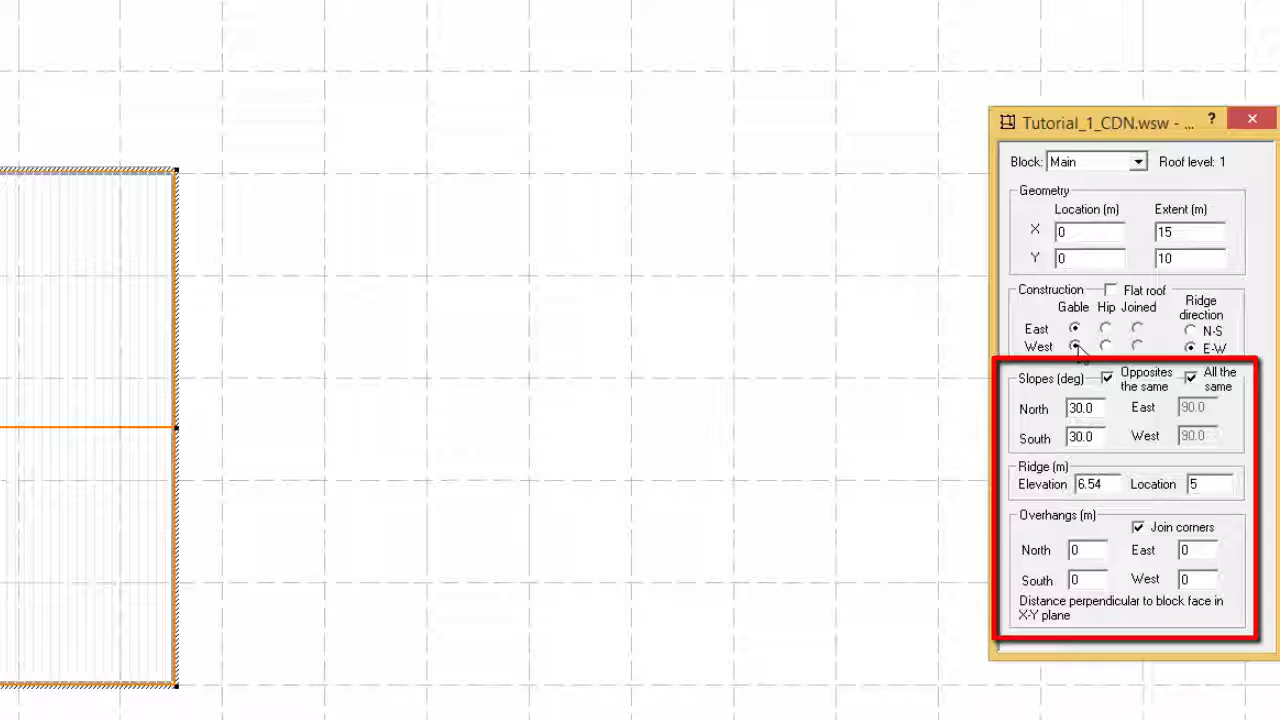 Tutorial_1_CDN.wsw - ... ?
Block: Main Roof level: 1
Geometry
Location (m) Extent (m)
X 0 15
Y 0 10
Construction Flat roof
Gable Hip Joined Ridge direction
East N-S
West E-W
Slopes (deg) Opposites the same All the same
North 30.0 East 90.0
South 30.0 West 90.0
Ridge (m)
Elevation 6.54 Location 5
Overhangs (m)
Join corners
North 0 East 0
South 0 West 0
Distance perpendicular to block face in
X-Y plane